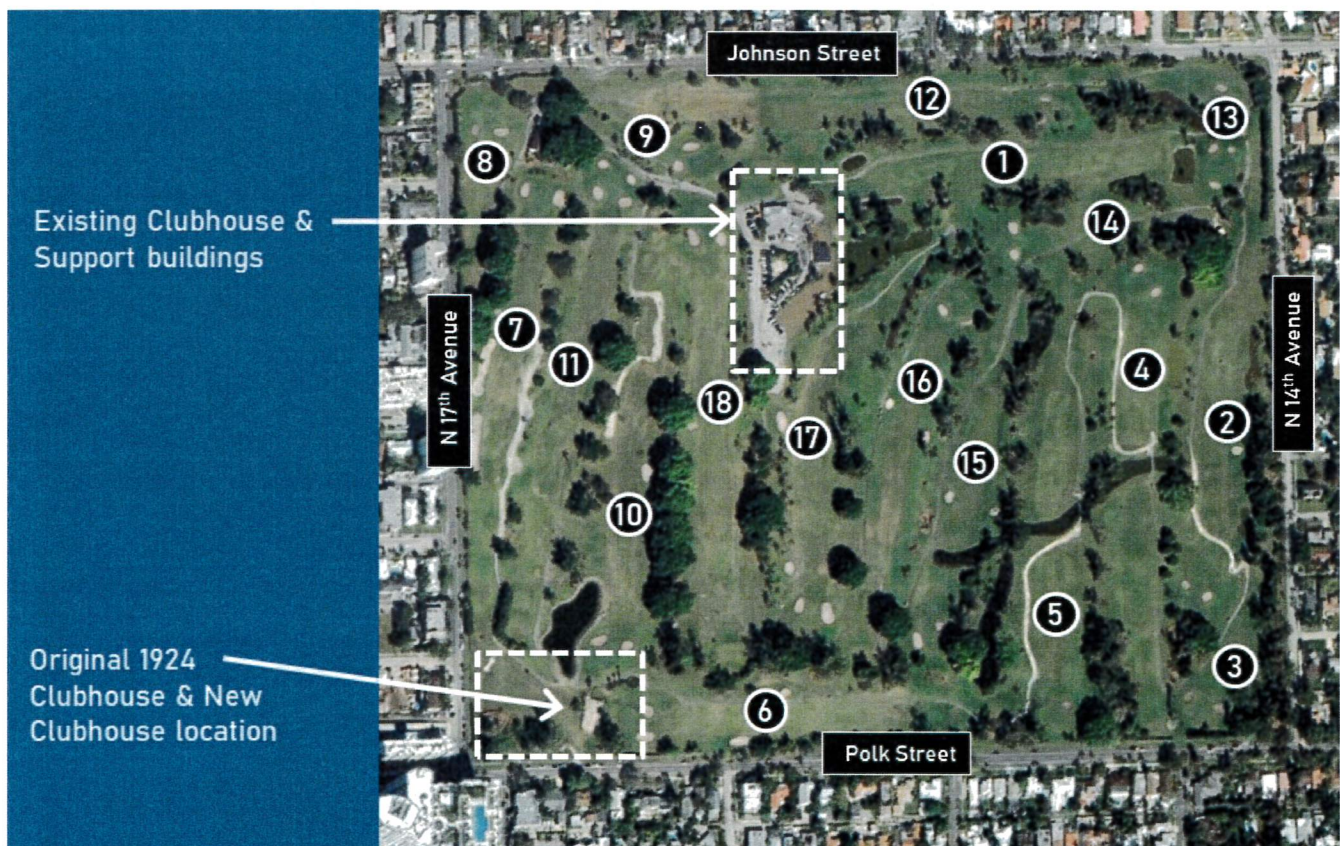 Johnson Street
12
13
9
8
1
Existing Clubhouse &
Support buildings
14
N 17th Avenue
N 14th Avenue
7
11
4
16
18
2
17
15
10
5
Original 1924
Clubhouse & New
Clubhouse location
3
6
Polk Street